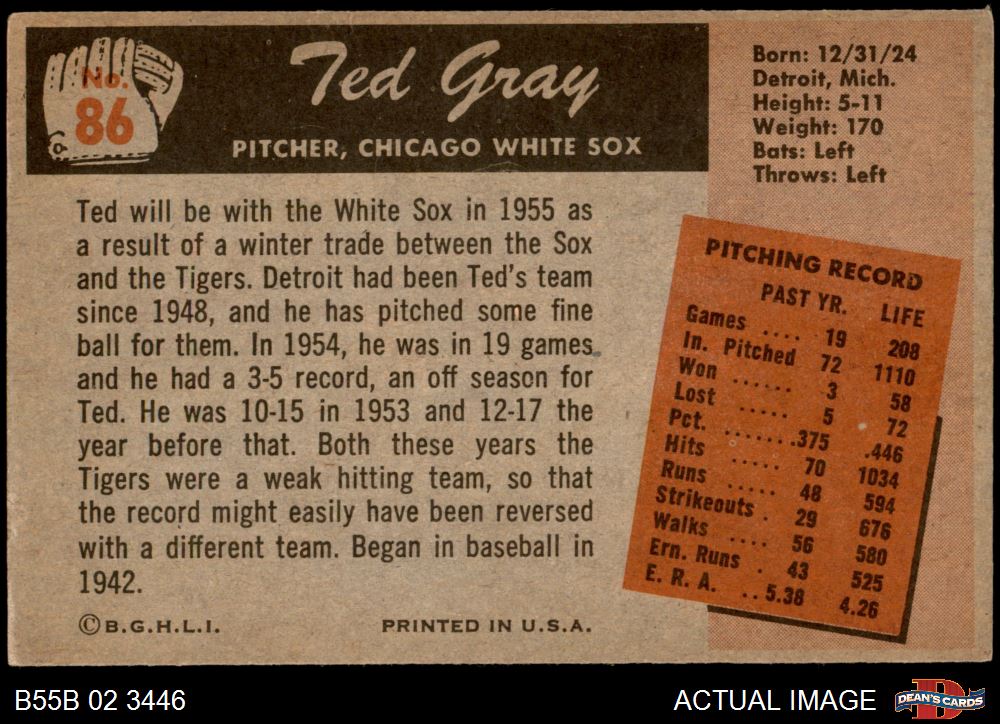 No.
86
Ted Gray
PITCHER, CHICAGO WHITE SOX
Born: 12/31/24
Detroit, Mich.
Height: 5-11
Weight: 170
Bats: Left
Throws: Left
Ted will be with the White Sox in 1955 as
a result of a winter trade between the Sox
and the Tigers. Detroit had been Ted's team
since 1948, and he has pitched some fine
ball for them. In 1954, he was in 19 games
and he had a 3-5 record, an off season for
Ted. He was 10-15 in 1953 and 12-17 the
year before that. Both these years the
Tigers were a weak hitting team, so that
the record might easily have been reversed
with a different team. Began in baseball in
1942.
PITCHING RECORD
PAST YR. LIFE
Games .... 19 208
In. Pitched 72 1110
Won ...... 3 58
Lost ..... 5 72
Pct. .......375 .446
Hits ..... 70 1034
Runs ..... 48 594
Strikeouts . 29 676
Walks .... 56 580
Ern. Runs . 43 525
E. R. A. .. 5.38 4.26
©B.G.H.L.I. PRINTED IN U.S.A.
B55B 02 3446
ACTUAL IMAGE
D
DEAN'S CARDS